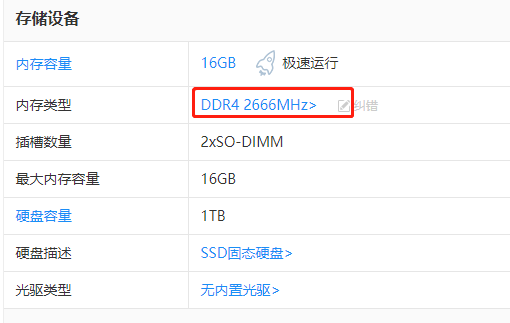 存储设备
内存容量 16GB 极速运行
内存类型 DDR4 2666MHz> 纠错
插槽数量 2xSO-DIMM
最大内存容量 16GB
硬盘容量 1TB
硬盘描述 SSD固态硬盘>
光驱类型 无内置光驱>